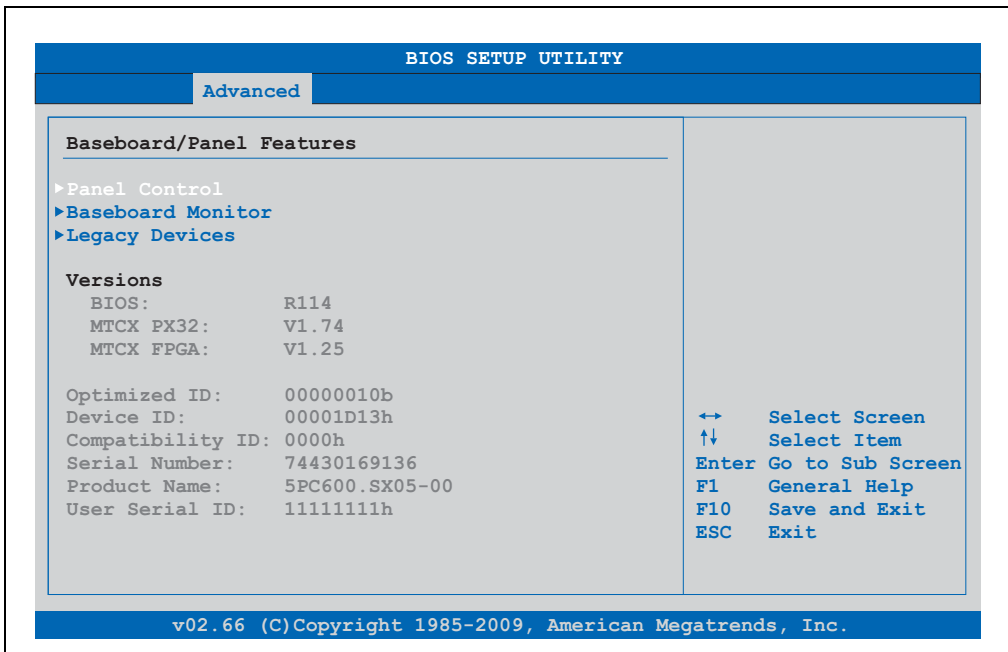 BIOS SETUP UTILITY
Advanced
Baseboard/Panel Features
▶Panel Control
▶Baseboard Monitor
▶Legacy Devices
Versions
BIOS: R114
MTCX PX32: V1.74
MTCX FPGA: V1.25
Optimized ID: 00000010b
Device ID: 00001D13h
Compatibility ID: 0000h
Serial Number: 74430169136
Product Name: 5PC600.SX05-00
User Serial ID: 11111111h
↔ Select Screen
↑↓ Select Item
Enter Go to Sub Screen
F1 General Help
F10 Save and Exit
ESC Exit
v02.66 (C)Copyright 1985-2009, American Megatrends, Inc.